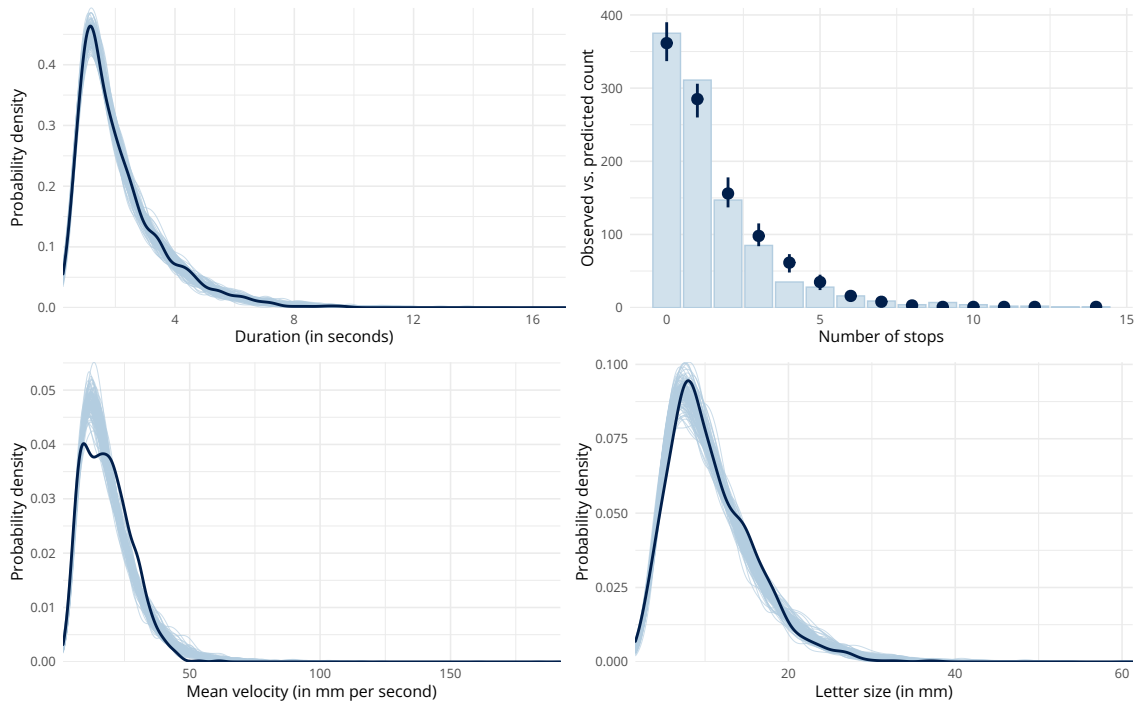 Probability density
0.4
0.3
0.2
0.1
0.0
4 8 12 16
Duration (in seconds)
Observed vs. predicted count
400
300
200
100
0
0 5 10 15
Number of stops
Probability density
0.05
0.04
0.03
0.02
0.01
0.00
50 100 150
Mean velocity (in mm per second)
Probability density
0.100
0.075
0.050
0.025
0.000
20 40 60
Letter size (in mm)